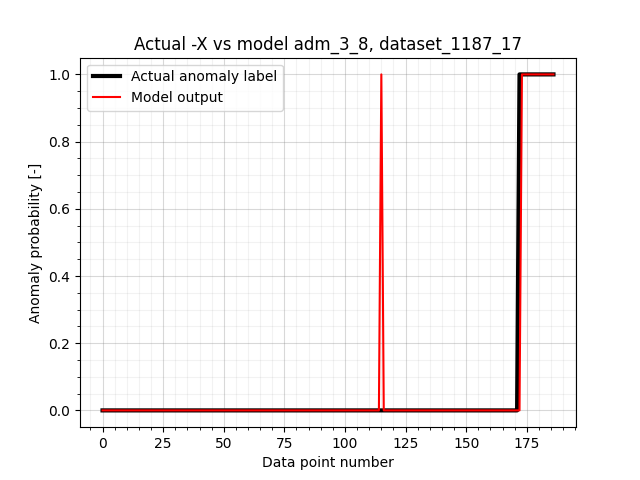 Actual -X vs model adm_3_8, dataset_1187_17
Actual anomaly label
Model output
Anomaly probability [-]
1.0
0.8
0.6
0.4
0.2
0.0
0 25 50 75 100 125 150 175
Data point number